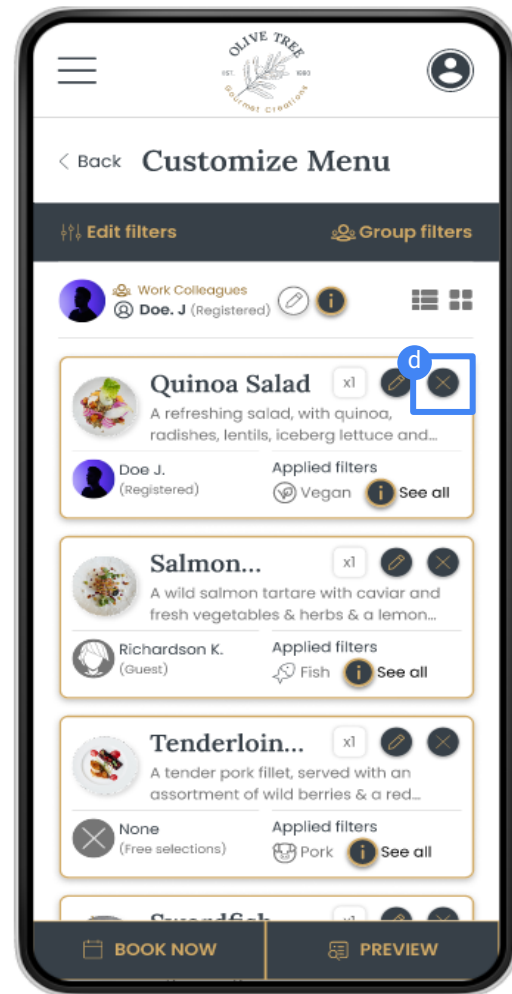 OLIVE TREE
EST. 1980
Gourmet Creations
Back Customize Menu
Edit filters Group filters
Work Colleagues
Doe. J (Registered) i
d
Quinoa Salad x1
A refreshing salad, with quinoa,
radishes, lentils, iceberg lettuce and...
Doe J.
(Registered)
Applied filters
Vegan i See all
Salmon... x1
A wild salmon tartare with caviar and
fresh vegetables & herbs & a lemon...
Richardson K.
(Guest)
Applied filters
Fish i See all
Tenderloin... x1
A tender pork fillet, served with an
assortment of wild berries & a red...
None
(Free selections)
Applied filters
Pork i See all
Swordfish x1
BOOK NOW PREVIEW